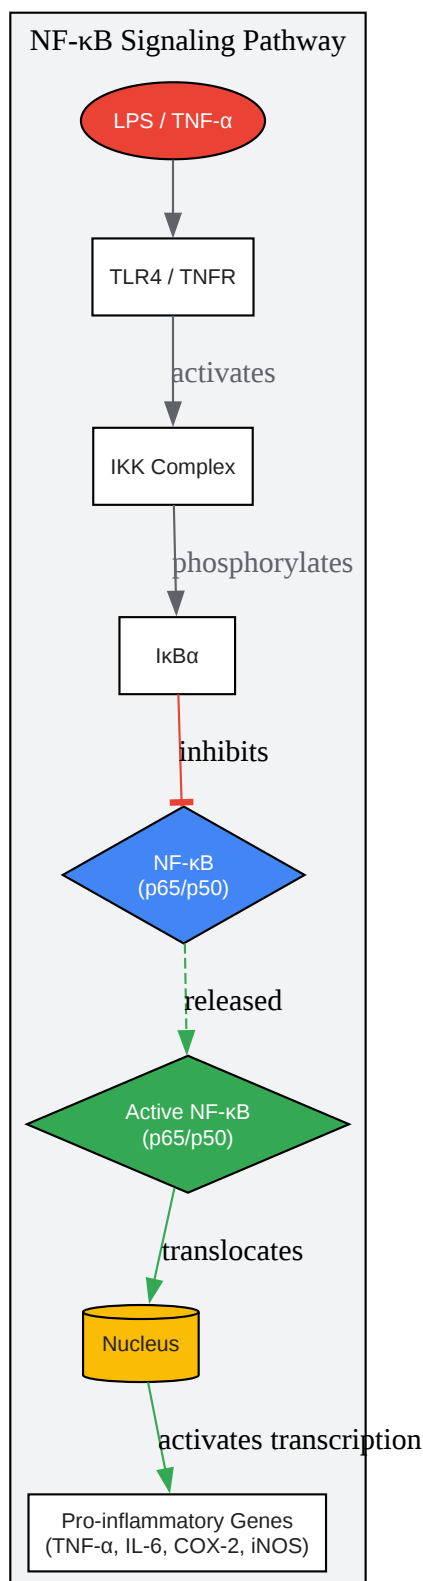 NF-κB Signaling Pathway
LPS / TNF-α
TLR4 / TNFR
activates
IKK Complex
phosphorylates
IκBα
inhibits
NF-κB
(p65/p50)
released
Active NF-κB
(p65/p50)
translocates
Nucleus
activates transcription
Pro-inflammatory Genes
(TNF-α, IL-6, COX-2, iNOS)